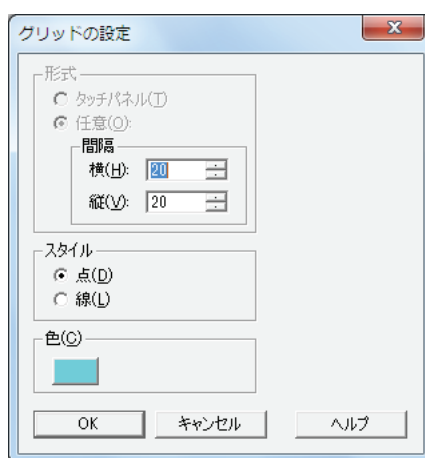 グリッドの設定
形式
タッチパネル(T)
任意(O):
間隔
横(H): 20
縦(V): 20
スタイル
点(D)
線(L)
色(C)
OK キャンセル ヘルプ